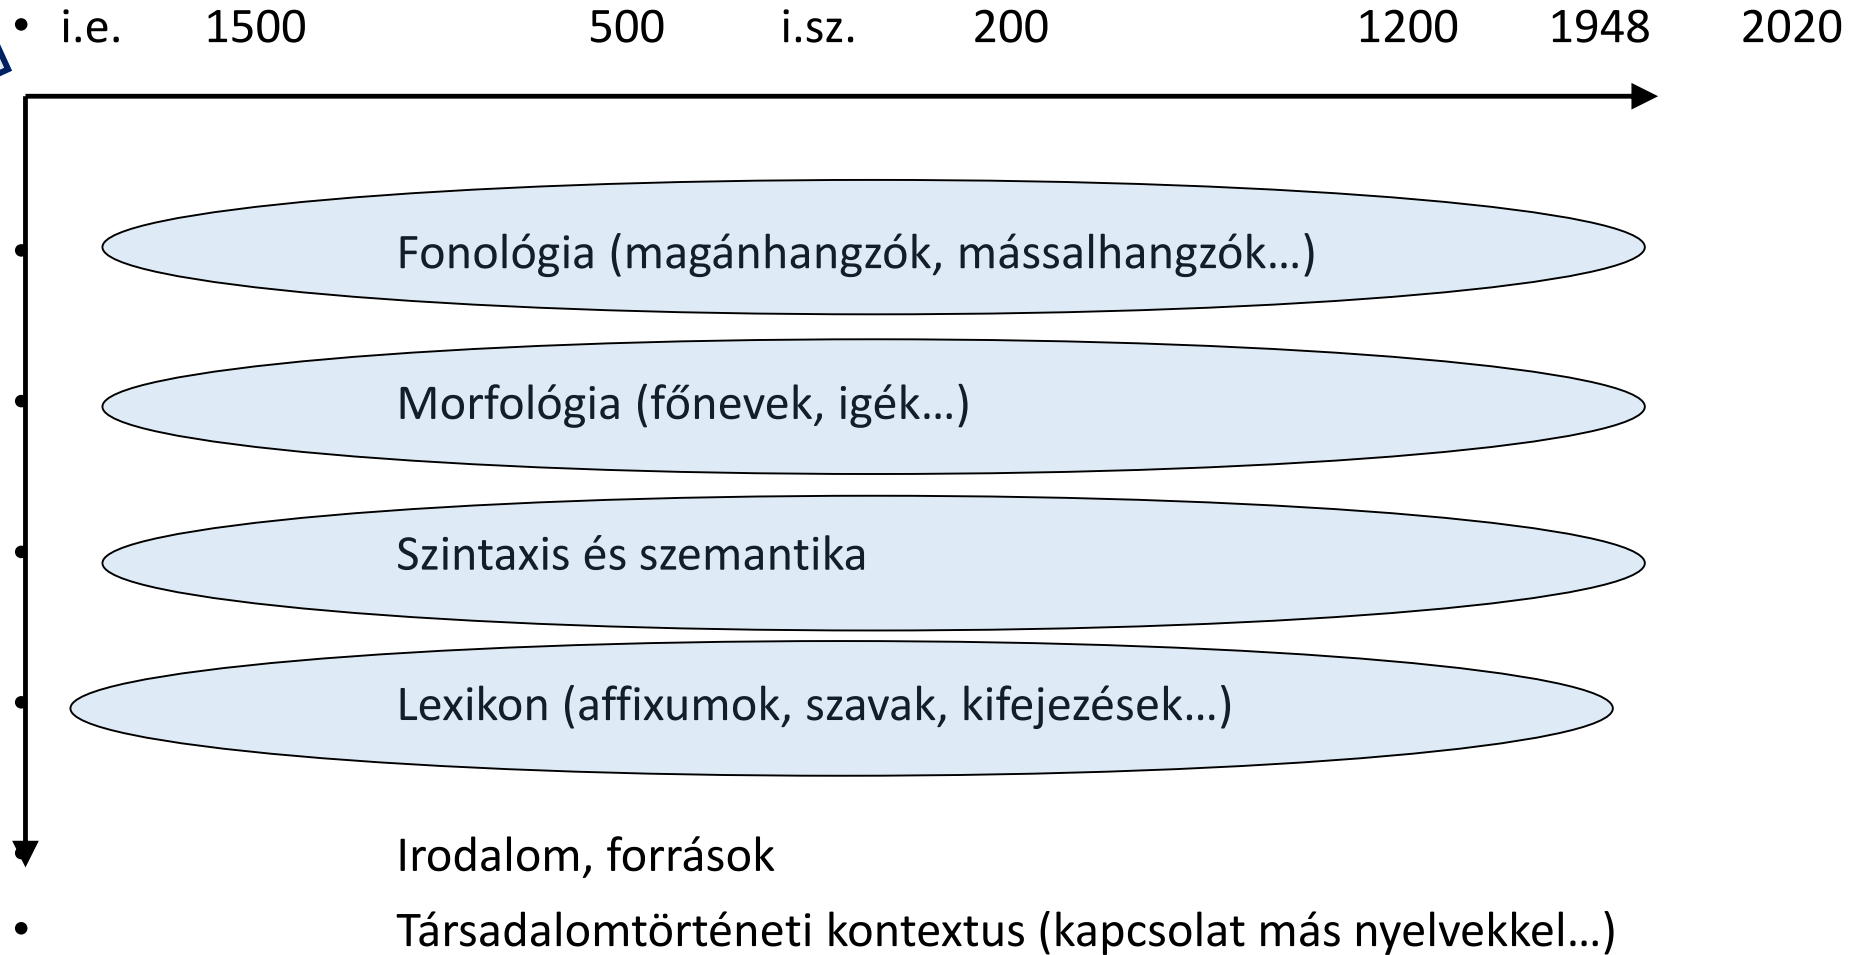 • i.e. 1500 500 i.sz. 200 1200 1948 2020
• Fonológia (magánhangzók, mássalhangzók…)
• Morfológia (főnevek, igék…)
• Szintaxis és szemantika
• Lexikon (affixumok, szavak, kifejezések…)
• Irodalom, források
• Társadalomtörténeti kontextus (kapcsolat más nyelvekkel…)